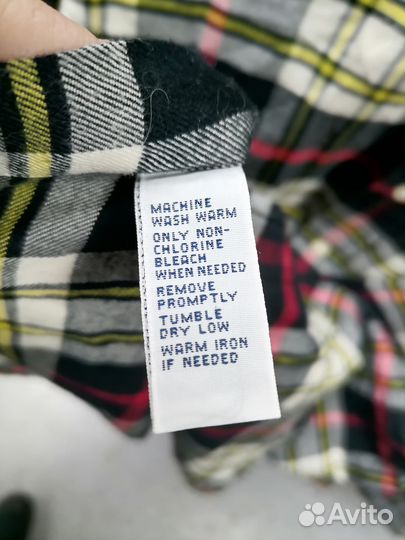 MACHINE
WASH WARM
ONLY NON-
CHLORINE
BLEACH
WHEN NEEDED
REMOVE
PROMPTLY
TUMBLE
DRY LOW
WARM IRON
IF NEEDED
Avito